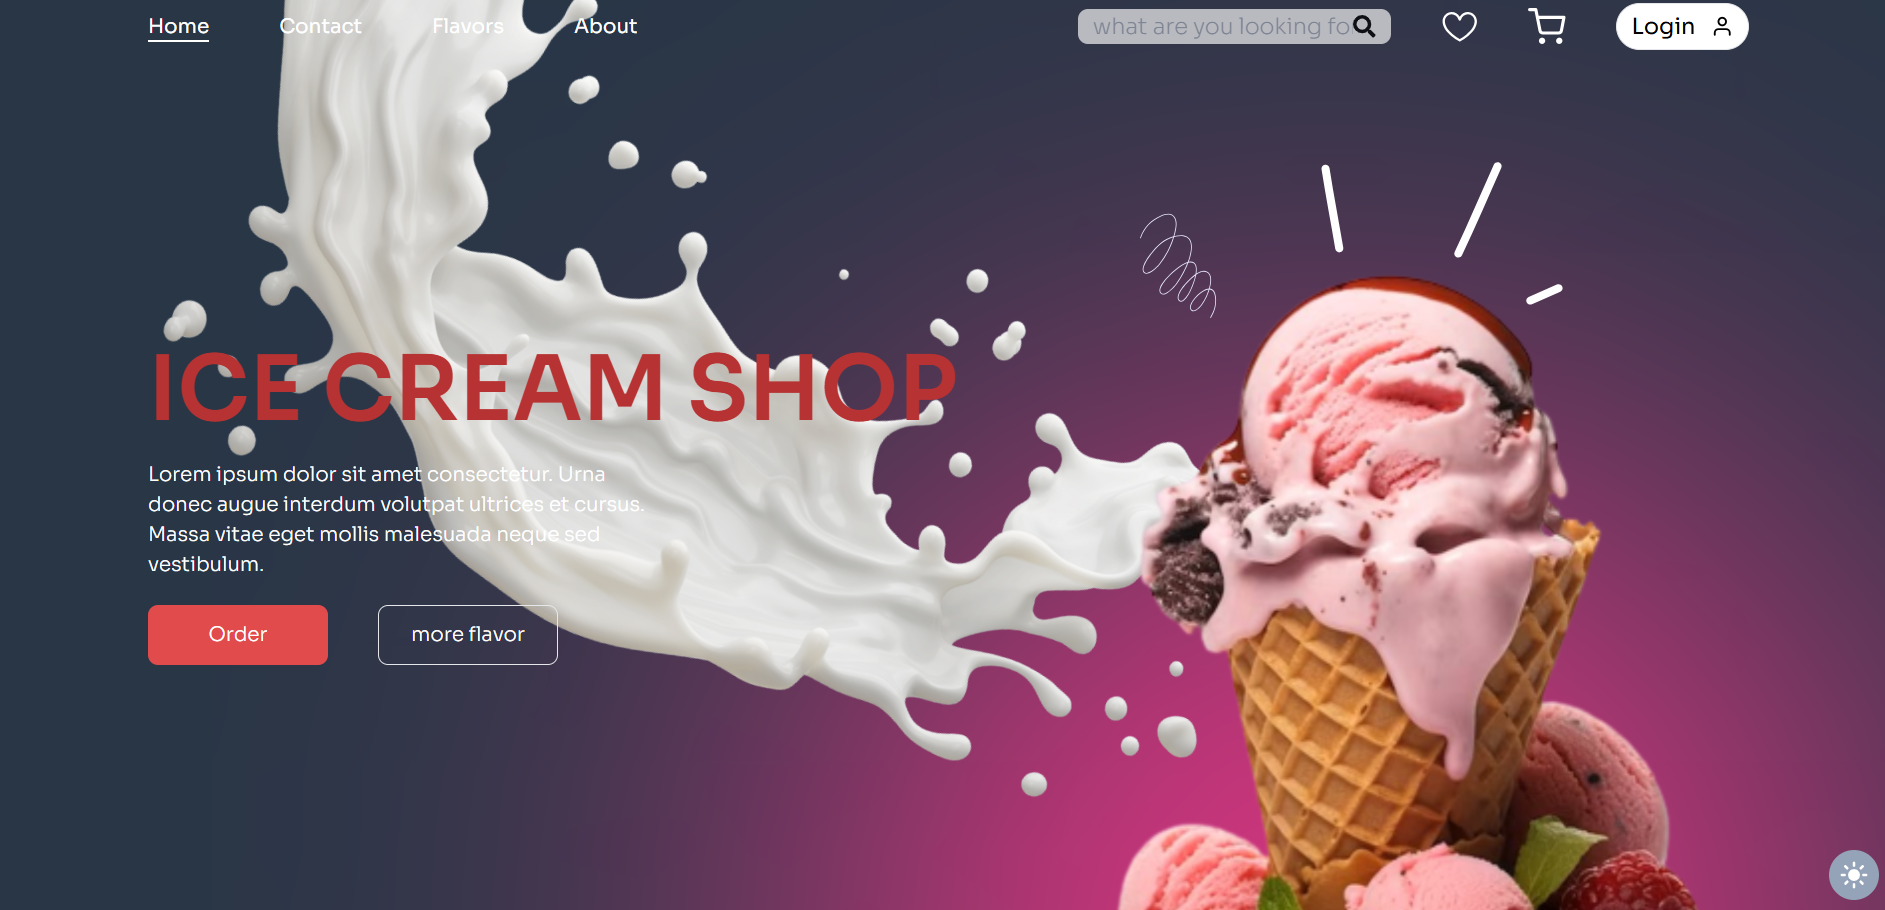 Home Contact Flavors About what are you looking fo Login
ICE CREAM SHOP
Lorem ipsum dolor sit amet consectetur. Urna
donec augue interdum volutpat ultrices et cursus.
Massa vitae eget mollis malesuada neque sed
vestibulum.
Order more flavor